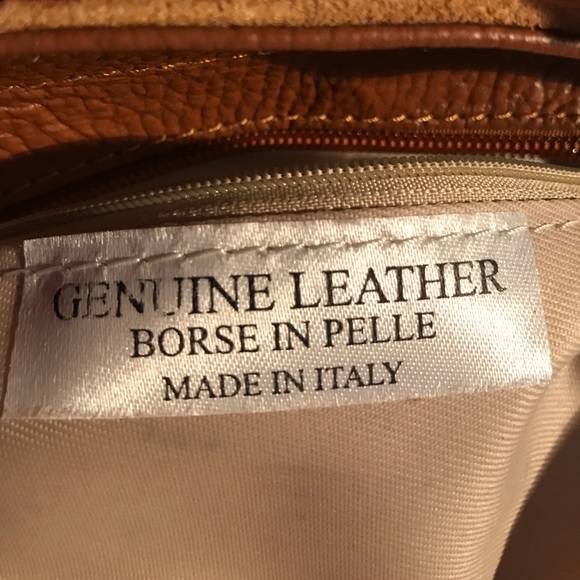 GENUINE LEATHER
BORSE IN PELLE
MADE IN ITALY